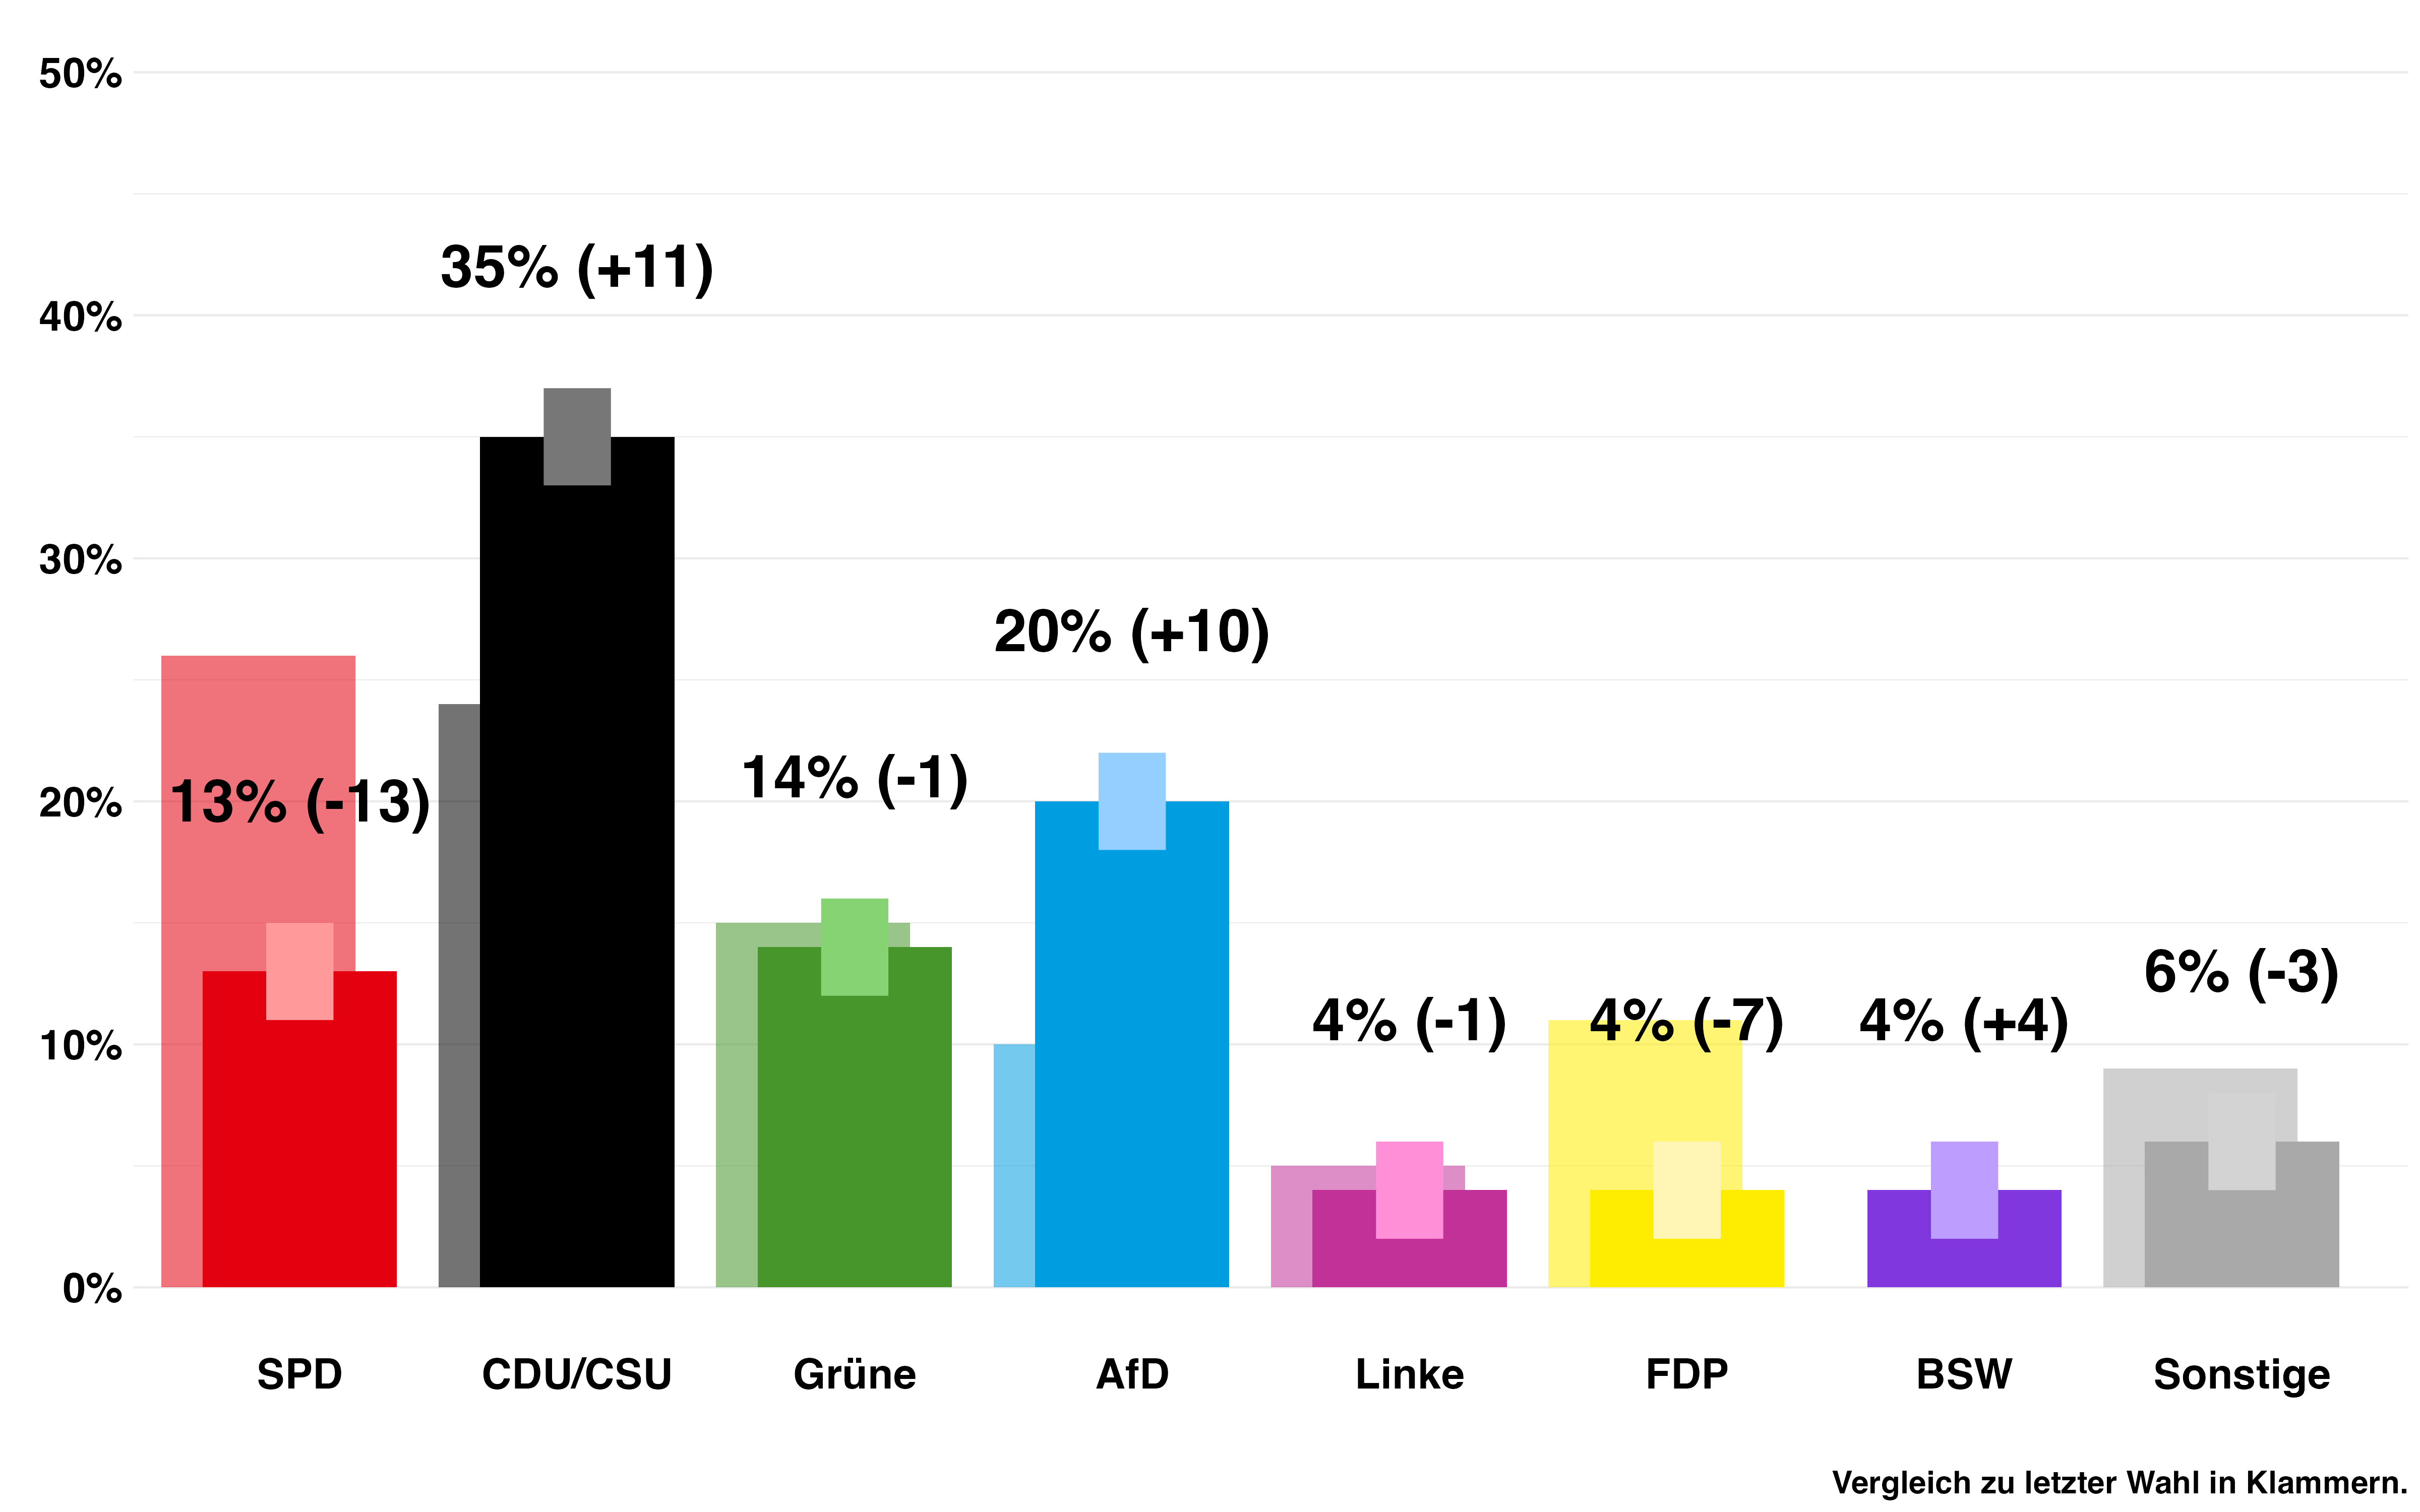 50%
40%
30%
20%
10%
0%
13% (-13)
35% (+11)
14% (-1)
20% (+10)
4% (-1)
4% (-7)
4% (+4)
6% (-3)
SPD
CDU/CSU
Grüne
AfD
Linke
FDP
BSW
Sonstige
Vergleich zu letzter Wahl in Klammern.